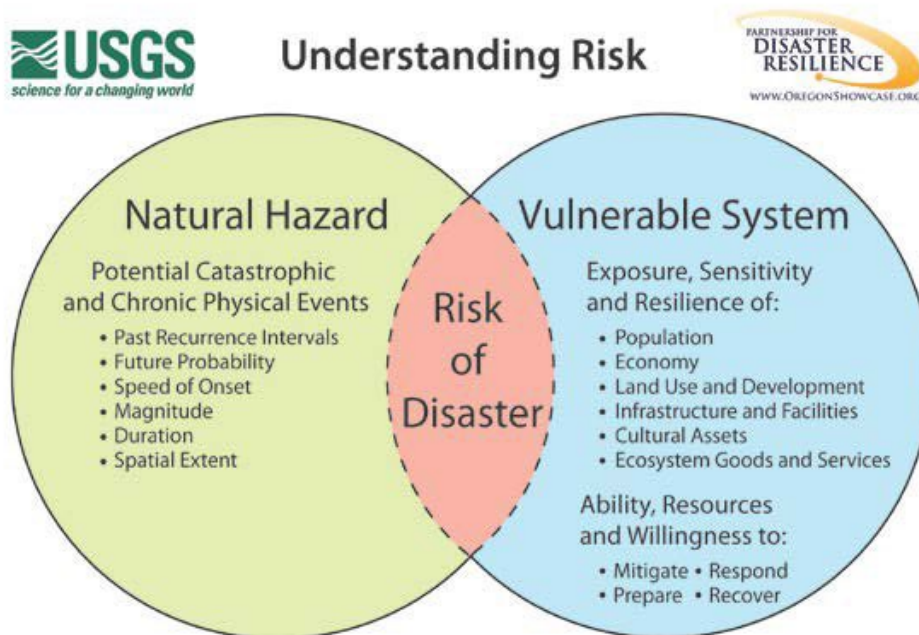 USGS
science for a changing world
Understanding Risk
PARTNERSHIP FOR
DISASTER
RESILIENCE
WWW.OREGONSHOWCASE.ORG
Natural Hazard
Potential Catastrophic
and Chronic Physical Events
• Past Recurrence Intervals
• Future Probability
• Speed of Onset
• Magnitude
• Duration
• Spatial Extent
Risk
of
Disaster
Vulnerable System
Exposure, Sensitivity
and Resilience of:
• Population
• Economy
• Land Use and Development
• Infrastructure and Facilities
• Cultural Assets
• Ecosystem Goods and Services
Ability, Resources
and Willingness to:
• Mitigate • Respond
• Prepare • Recover